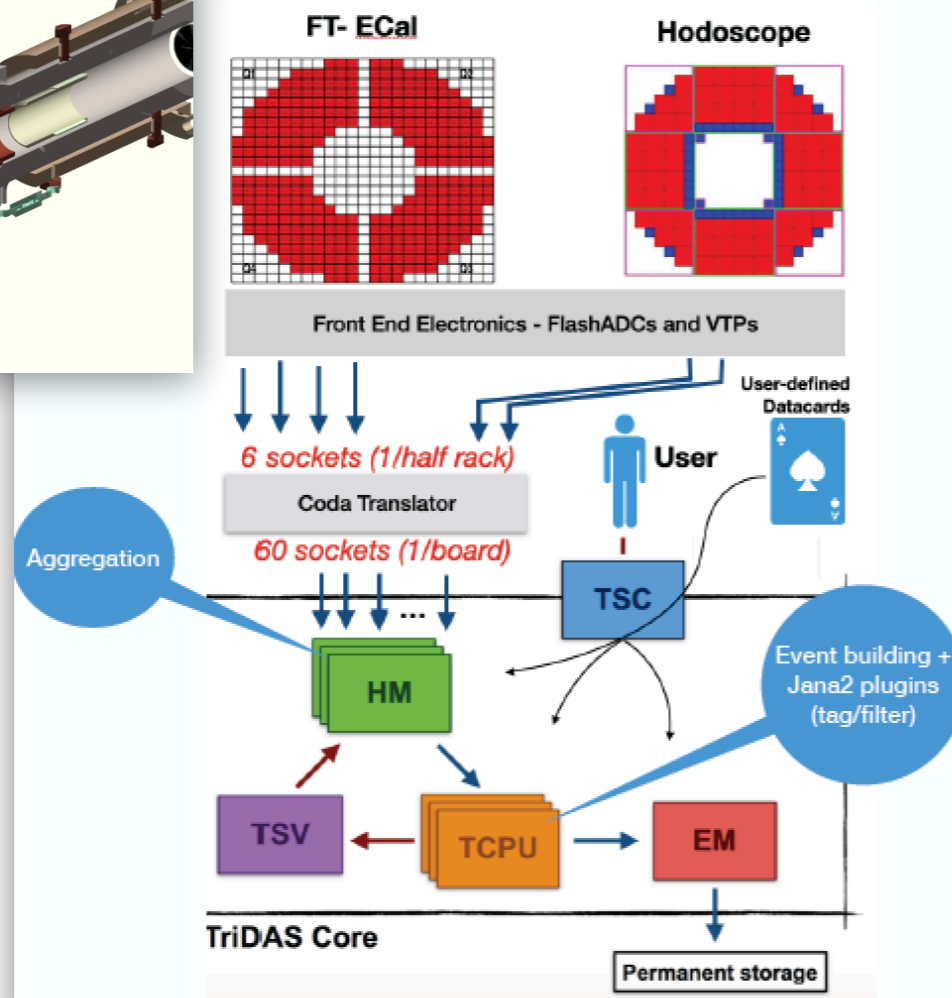 FT- ECal
Hodoscope
Q1
Q2
Q4
Q3
Front End Electronics - FlashADCs and VTPs
User-defined
Datacards
A
A
6 sockets (1/half rack)
User
Coda Translator
60 sockets (1/board)
Aggregation
...
TSC
HM
Event building +
Jana2 plugins
(tag/filter)
TSV
TCPU
EM
TriDAS Core
Permanent storage